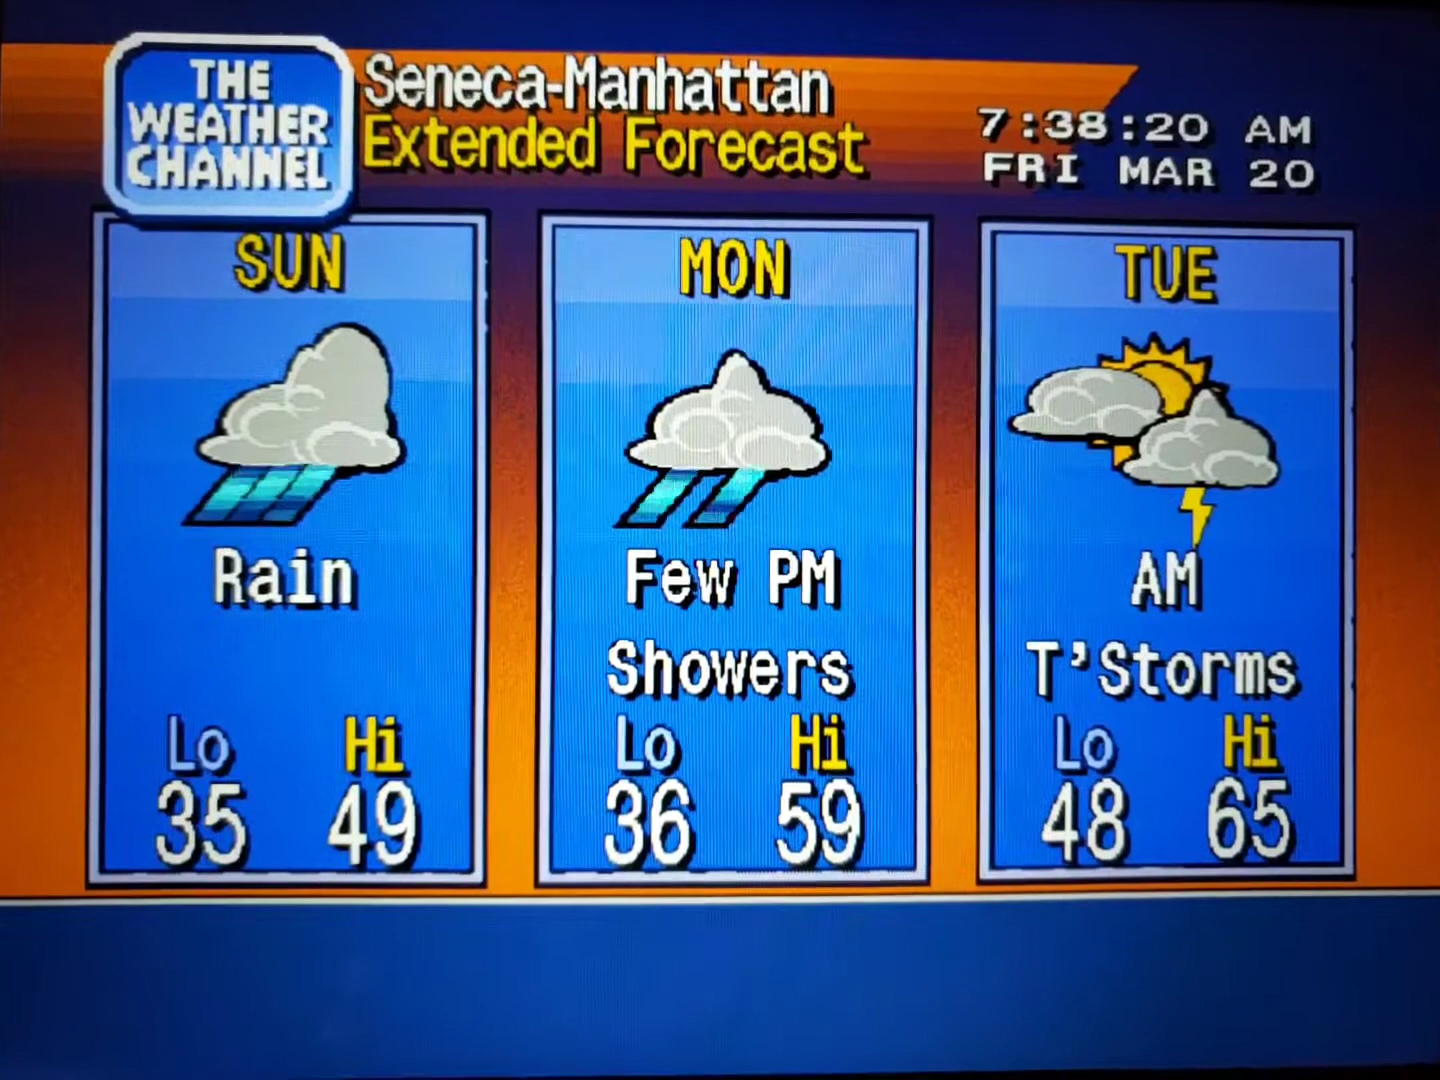 THE
WEATHER
CHANNEL
Seneca-Manhattan
Extended Forecast
7:38:20 AM
FRI MAR 20
SUN
Rain
Lo Hi
35 49
MON
Few PM
Showers
Lo Hi
36 59
TUE
AM
T'Storms
Lo Hi
48 65